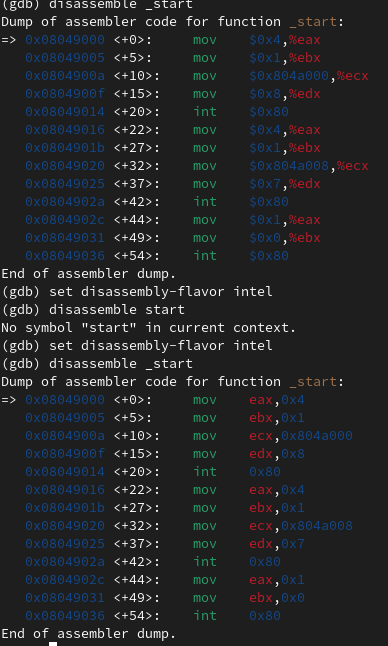 (gdb) disassemble _start
Dump of assembler code for function _start:
=> 0x08049000 <+0>:     mov    $0x4,%eax
   0x08049005 <+5>:     mov    $0x1,%ebx
   0x0804900a <+10>:    mov    $0x804a000,%ecx
   0x0804900f <+15>:    mov    $0x8,%edx
   0x08049014 <+20>:    int    $0x80
   0x08049016 <+22>:    mov    $0x4,%eax
   0x0804901b <+27>:    mov    $0x1,%ebx
   0x08049020 <+32>:    mov    $0x804a008,%ecx
   0x08049025 <+37>:    mov    $0x7,%edx
   0x0804902a <+42>:    int    $0x80
   0x0804902c <+44>:    mov    $0x1,%eax
   0x08049031 <+49>:    mov    $0x0,%ebx
   0x08049036 <+54>:    int    $0x80
End of assembler dump.
(gdb) set disassembly-flavor intel
(gdb) disassemble start
No symbol "start" in current context.
(gdb) set disassembly-flavor intel
(gdb) disassemble _start
Dump of assembler code for function _start:
=> 0x08049000 <+0>:     mov    eax,0x4
   0x08049005 <+5>:     mov    ebx,0x1
   0x0804900a <+10>:    mov    ecx,0x804a000
   0x0804900f <+15>:    mov    edx,0x8
   0x08049014 <+20>:    int    0x80
   0x08049016 <+22>:    mov    eax,0x4
   0x0804901b <+27>:    mov    ebx,0x1
   0x08049020 <+32>:    mov    ecx,0x804a008
   0x08049025 <+37>:    mov    edx,0x7
   0x0804902a <+42>:    int    0x80
   0x0804902c <+44>:    mov    eax,0x1
   0x08049031 <+49>:    mov    ebx,0x0
   0x08049036 <+54>:    int    0x80
End of assembler dump.